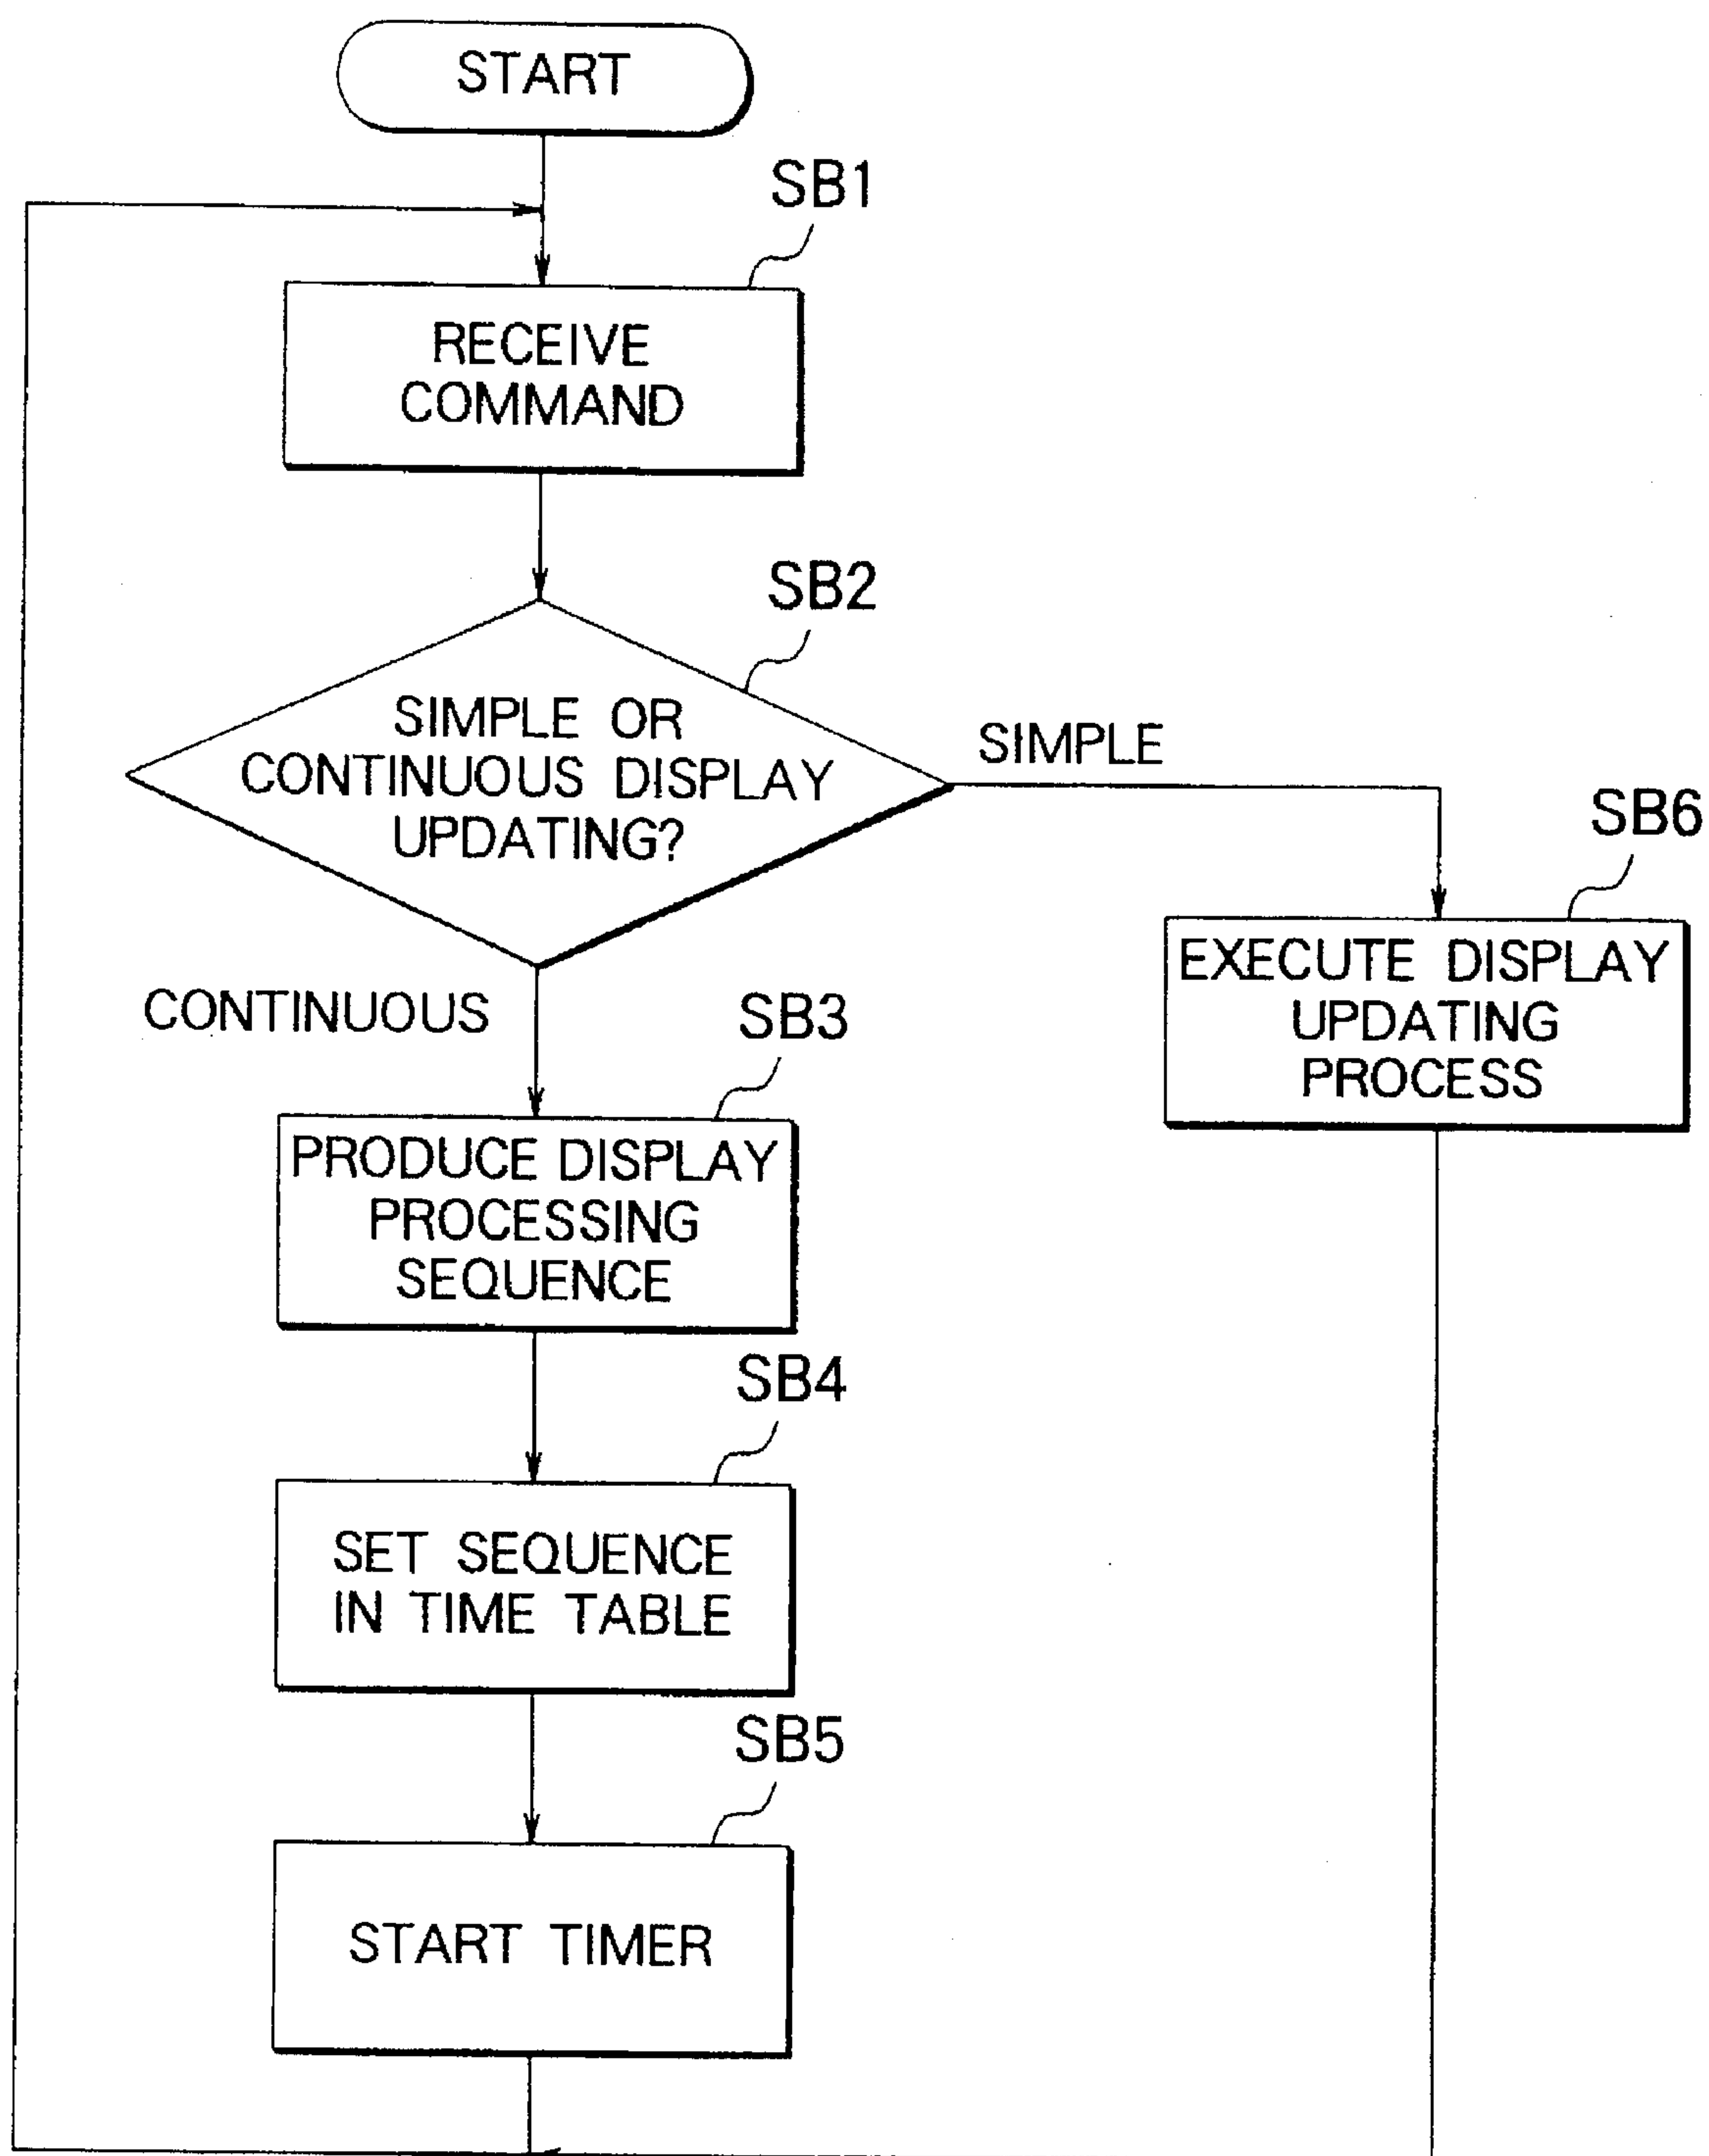 START
SB1
RECEIVE
COMMAND
SB2
SIMPLE OR
CONTINUOUS DISPLAY
UPDATING?
SIMPLE
SB6
EXECUTE DISPLAY
UPDATING
PROCESS
CONTINUOUS
SB3
PRODUCE DISPLAY
PROCESSING
SEQUENCE
SB4
SET SEQUENCE
IN TIME TABLE
SB5
START TIMER